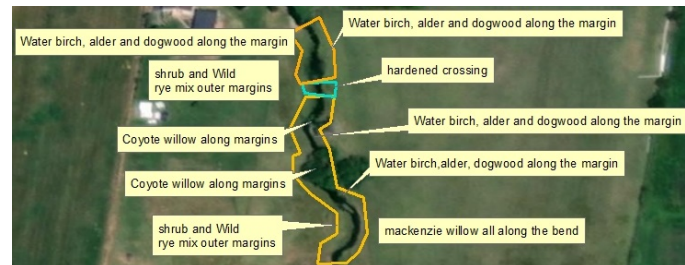 Water birch, alder and dogwood along the margin
Water birch, alder and dogwood along the margin
shrub and Wild
rye mix outer margins
hardened crossing
Water birch, alder and dogwood along the margin
Coyote willow along margins
Water birch,alder, dogwood along the margin
Coyote willow along margins
shrub and Wild
rye mix outer margins
mackenzie willow all along the bend